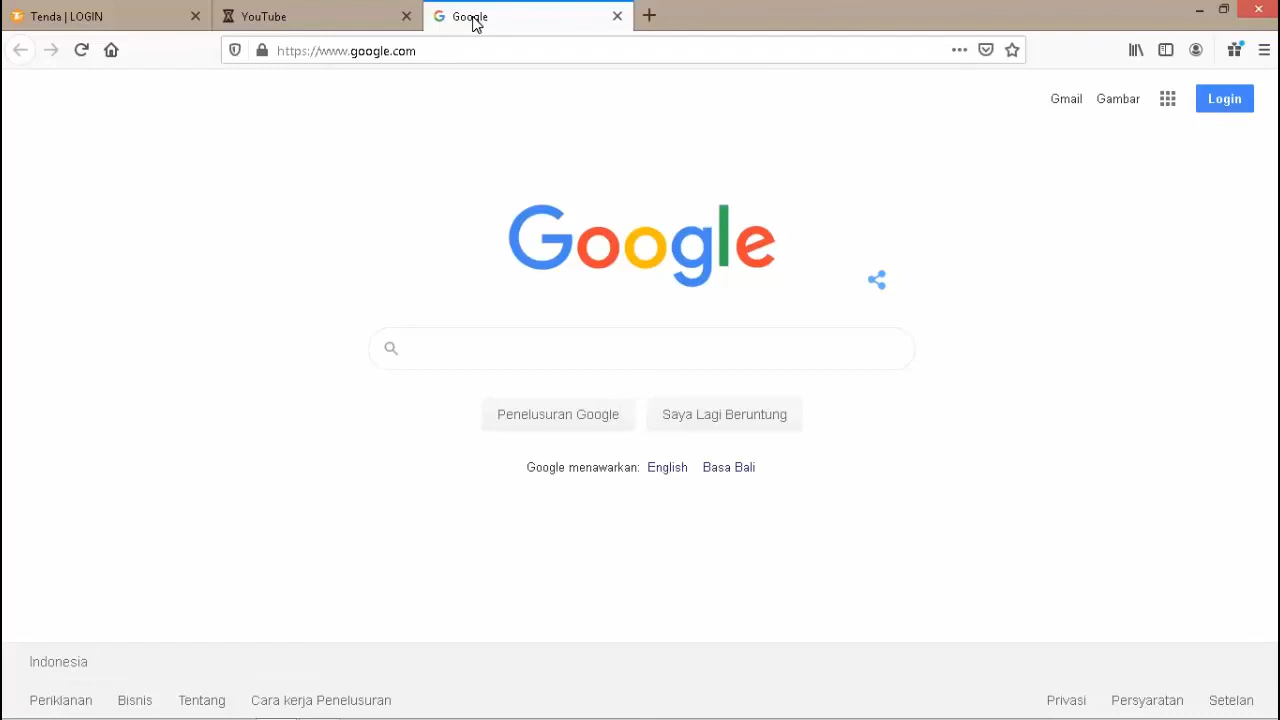 Tenda | LOGIN
YouTube
Google
https://www.google.com
Gmail
Gambar
Login
Google
Penelusuran Google
Saya Lagi Beruntung
Google menawarkan: English Basa Bali
Indonesia
Periklanan
Bisnis
Tentang
Cara kerja Penelusuran
Privasi
Persyaratan
Setelan